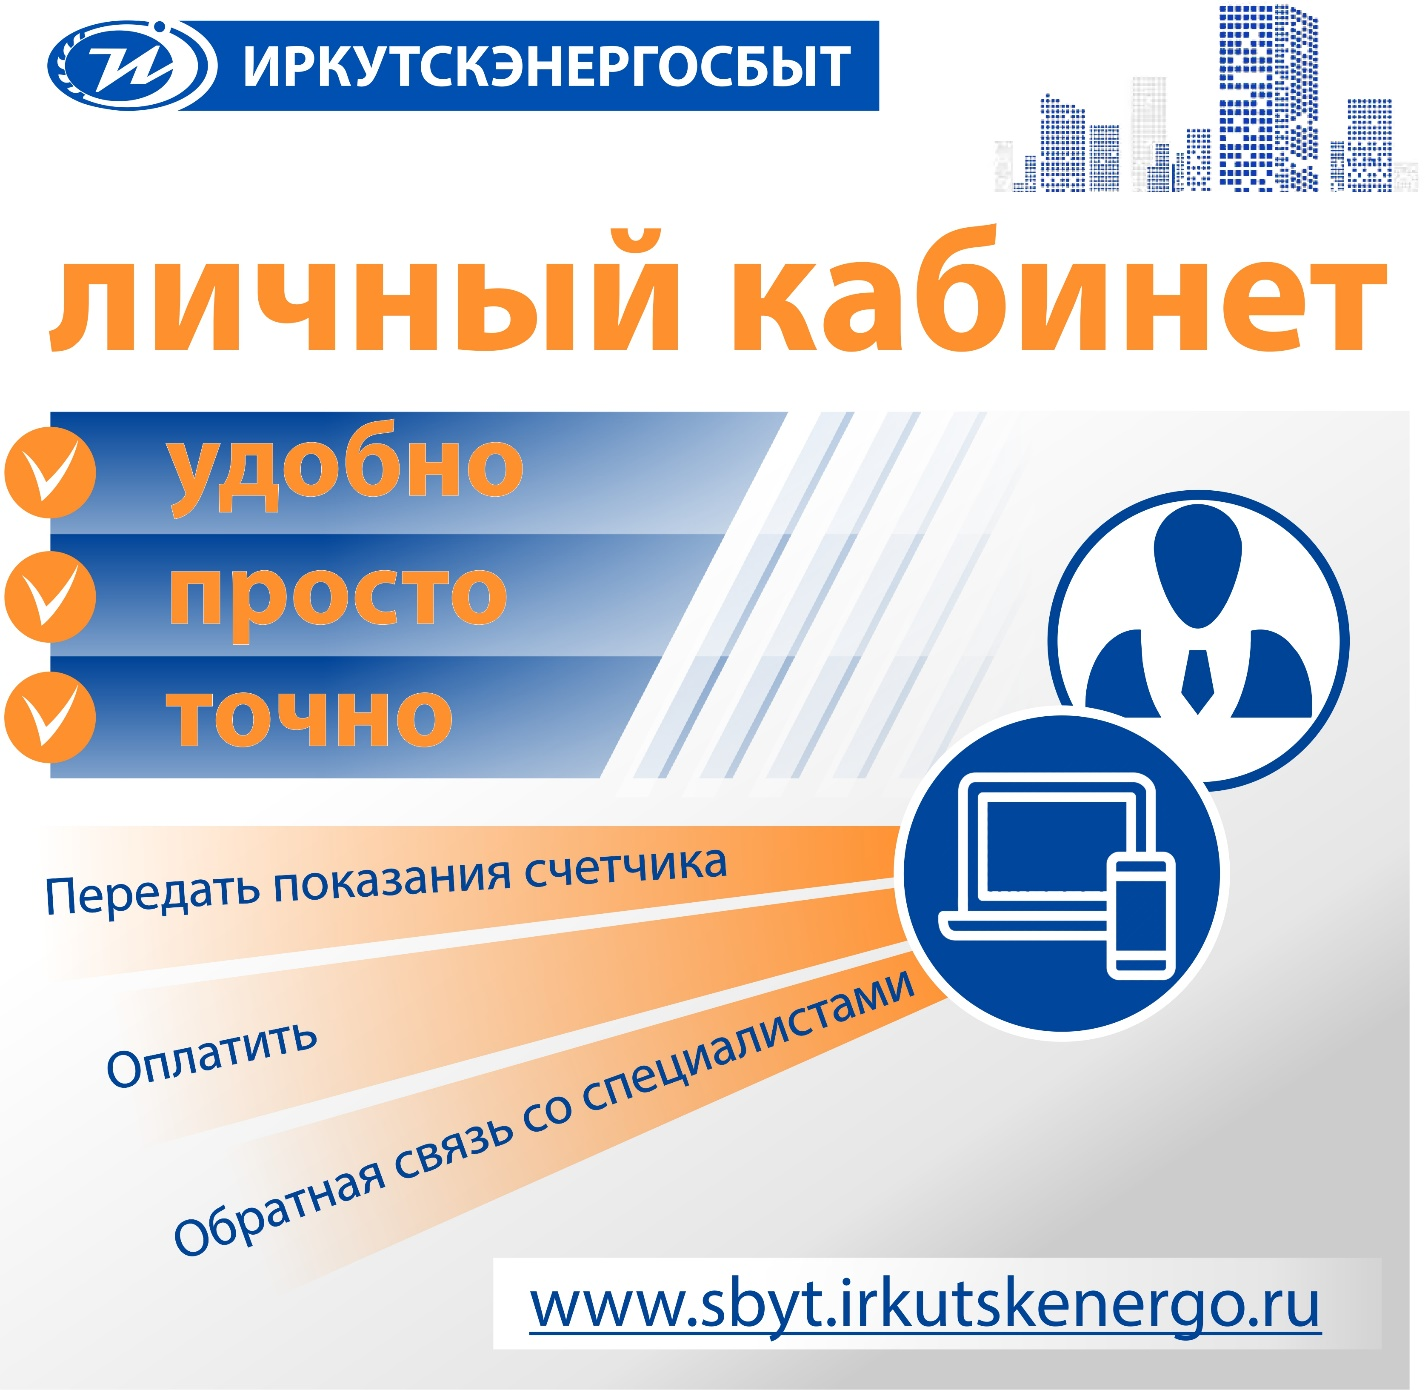 ИРКУТСКЭНЕРГОСБЫТ
личный кабинет
удобно
просто
точно
Передать показания счетчика
Оплатить
Обратная связь со специалистами
www.sbyt.irkutskenergo.ru